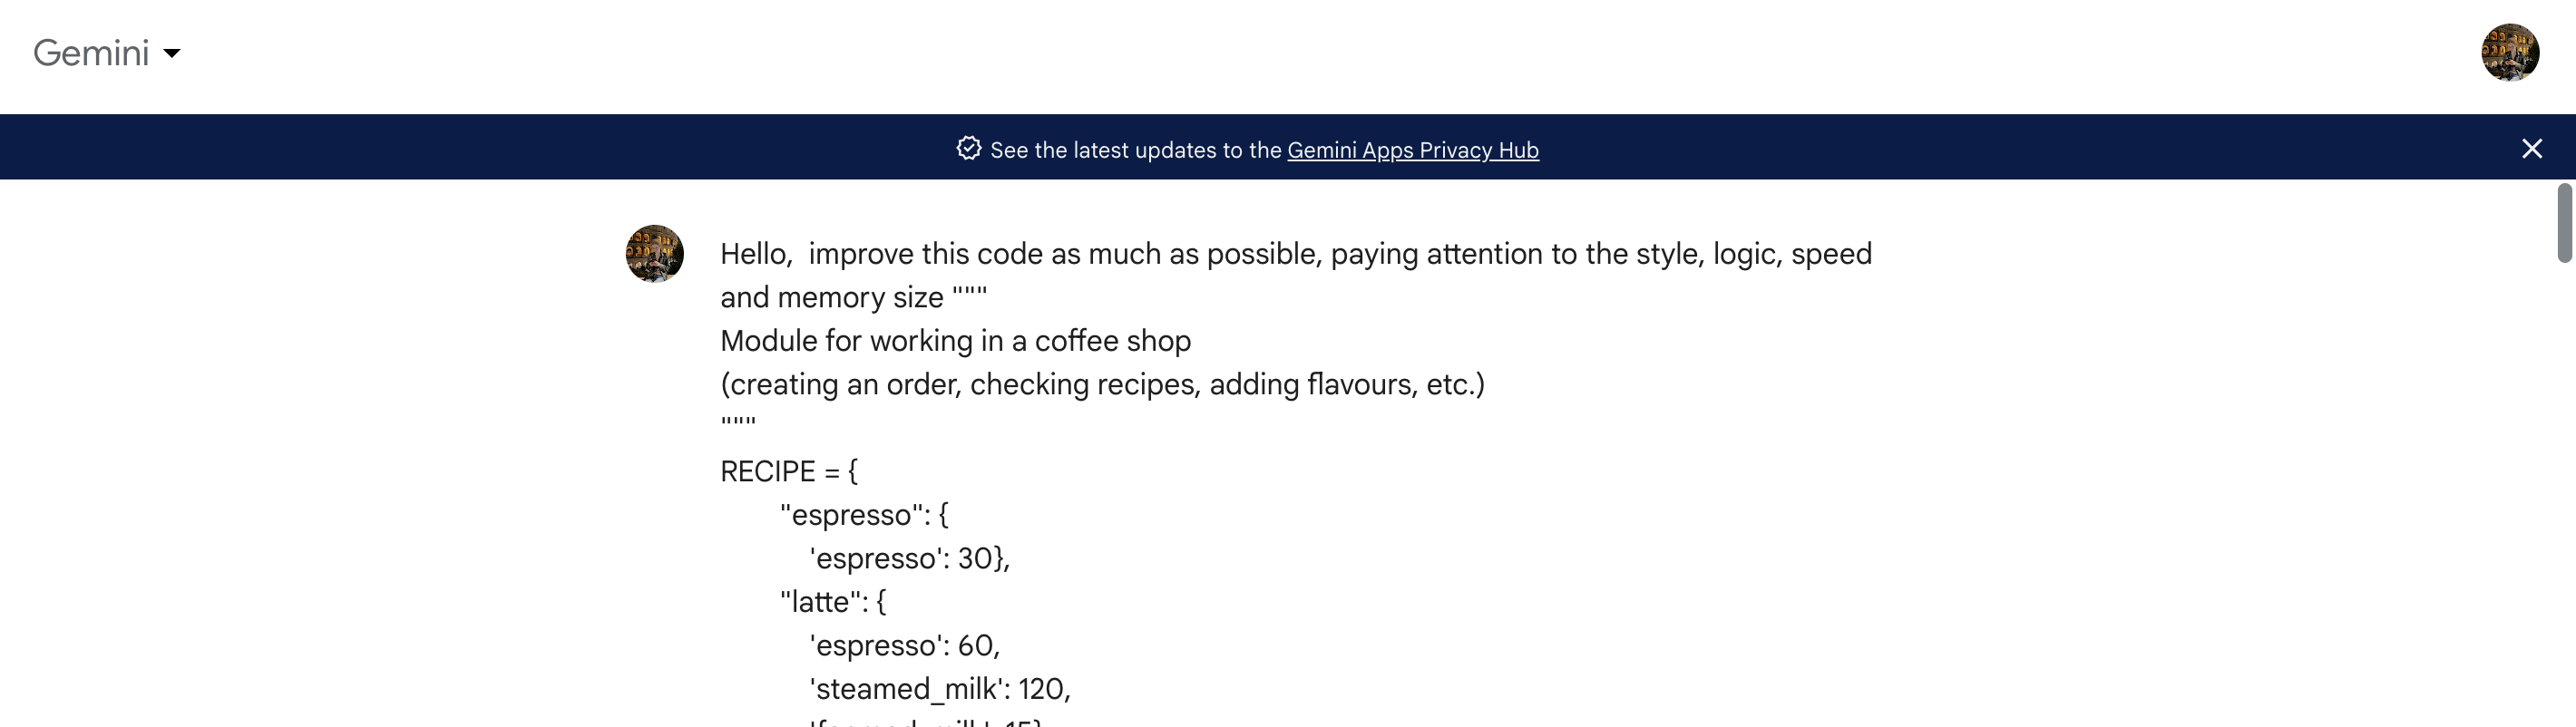 Gemini
See the latest updates to the Gemini Apps Privacy Hub
Hello,  improve this code as much as possible, paying attention to the style, logic, speed
and memory size """
Module for working in a coffee shop
(creating an order, checking recipes, adding flavours, etc.)
"""
RECIPE = {
"espresso": {
'espresso': 30},
"latte": {
'espresso': 60,
'steamed_milk': 120,